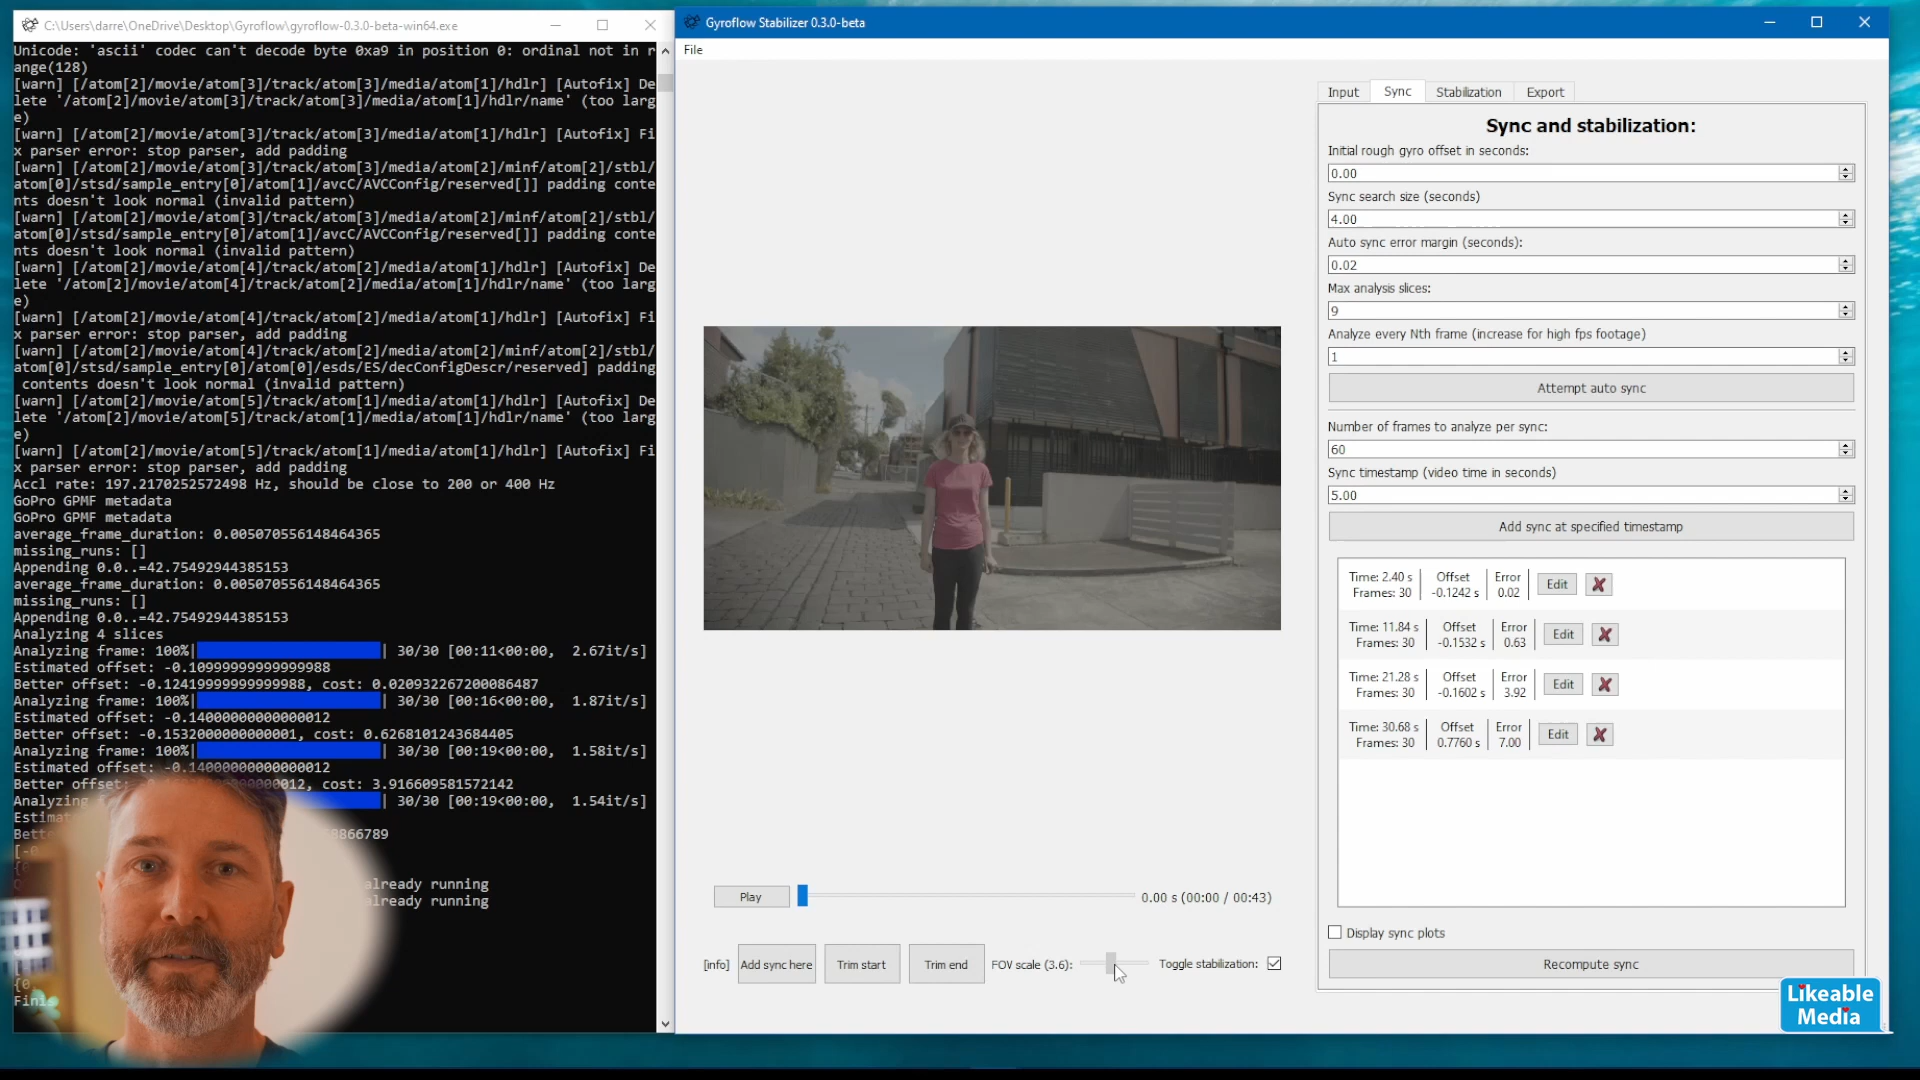 C:\Users\darre\OneDrive\Desktop\Gyroflow\gyroflow-0.3.0-beta-win64.exe
Unicode: 'ascii' codec can't decode byte 0xa9 in position 0: ordinal not in r
ange(128)
[warn] [/atom[2]/movie/atom[3]/track/atom[3]/media/atom[1]/hdlr] [Autofix] De
lete '/atom[2]/movie/atom[3]/track/atom[3]/media/atom[1]/hdlr/name' (too larg
e)
[warn] [/atom[2]/movie/atom[3]/track/atom[3]/media/atom[1]/hdlr] [Autofix] Fi
x parser error: stop parser, add padding
[warn] [/atom[2]/movie/atom[3]/track/atom[3]/media/atom[2]/minf/atom[2]/stbl/
atom[0]/stsd/sample_entry[0]/atom[1]/avcC/AVCConfig/reserved[]] padding conte
nts doesn't look normal (invalid pattern)
[warn] [/atom[2]/movie/atom[3]/track/atom[3]/media/atom[2]/minf/atom[2]/stbl/
atom[0]/stsd/sample_entry[0]/atom[1]/avcC/AVCConfig/reserved[]] padding conte
nts doesn't look normal (invalid pattern)
[warn] [/atom[2]/movie/atom[4]/track/atom[2]/media/atom[1]/hdlr] [Autofix] De
lete '/atom[2]/movie/atom[4]/track/atom[2]/media/atom[1]/hdlr/name' (too larg
e)
[warn] [/atom[2]/movie/atom[4]/track/atom[2]/media/atom[1]/hdlr] [Autofix] Fi
x parser error: stop parser, add padding
[warn] [/atom[2]/movie/atom[4]/track/atom[2]/media/atom[2]/minf/atom[2]/stbl/
atom[0]/stsd/sample_entry[0]/atom[0]/esds/ES/decConfigDescr/reserved] padding
contents doesn't look normal (invalid pattern)
[warn] [/atom[2]/movie/atom[5]/track/atom[1]/media/atom[1]/hdlr] [Autofix] De
lete '/atom[2]/movie/atom[5]/track/atom[1]/media/atom[1]/hdlr/name' (too larg
e)
[warn] [/atom[2]/movie/atom[5]/track/atom[1]/media/atom[1]/hdlr] [Autofix] Fi
x parser error: stop parser, add padding
Accl rate: 197.2170252572498 Hz, should be close to 200 or 400 Hz
GoPro GPMF metadata
GoPro GPMF metadata
average_frame_duration: 0.005070556148464365
missing_runs: []
Appending 0.0..=42.75492944385153
average_frame_duration: 0.005070556148464365
missing_runs: []
Appending 0.0..=42.75492944385153
Analyzing 4 slices
Analyzing frame: 100%| | 30/30 [00:11<00:00, 2.67it/s]
Estimated offset: -0.10999999999999988
Better offset: -0.12419999999999988, cost: 0.020932267200086487
Analyzing frame: 100%| | 30/30 [00:16<00:00, 1.87it/s]
Estimated offset: -0.14000000000000012
Better offset: -0.1532000000000001, cost: 0.6268101243684405
Analyzing frame: 100%| | 30/30 [00:19<00:00, 1.58it/s]
Estimated offset: -0.14000000000000012
Better offset: 012, cost: 3.916609581572142
Analyzing | 30/30 [00:19<00:00, 1.54it/s]
already running
already running
Gyroflow Stabilizer 0.3.0-beta
File
Input Sync Stabilization Export
Sync and stabilization:
Initial rough gyro offset in seconds:
0.00
Sync search size (seconds)
4.00
Auto sync error margin (seconds):
0.02
Max analysis slices:
9
Analyze every Nth frame (increase for high fps footage)
1
Attempt auto sync
Number of frames to analyze per sync:
60
Sync timestamp (video time in seconds)
5.00
Add sync at specified timestamp
Time: 2.40 s Offset Error Edit
Frames: 30 -0.1242 s 0.02
Time: 11.84 s Offset Error Edit
Frames: 30 -0.1532 s 0.63
Time: 21.28 s Offset Error Edit
Frames: 30 -0.1602 s 3.92
Time: 30.68 s Offset Error Edit
Frames: 30 0.7760 s 7.00
Display sync plots
Recompute sync
Play 0.00 s (00:00 / 00:43)
[info] Add sync here Trim start Trim end FOV scale (3.6): Toggle stabilization:
Likeable
Media